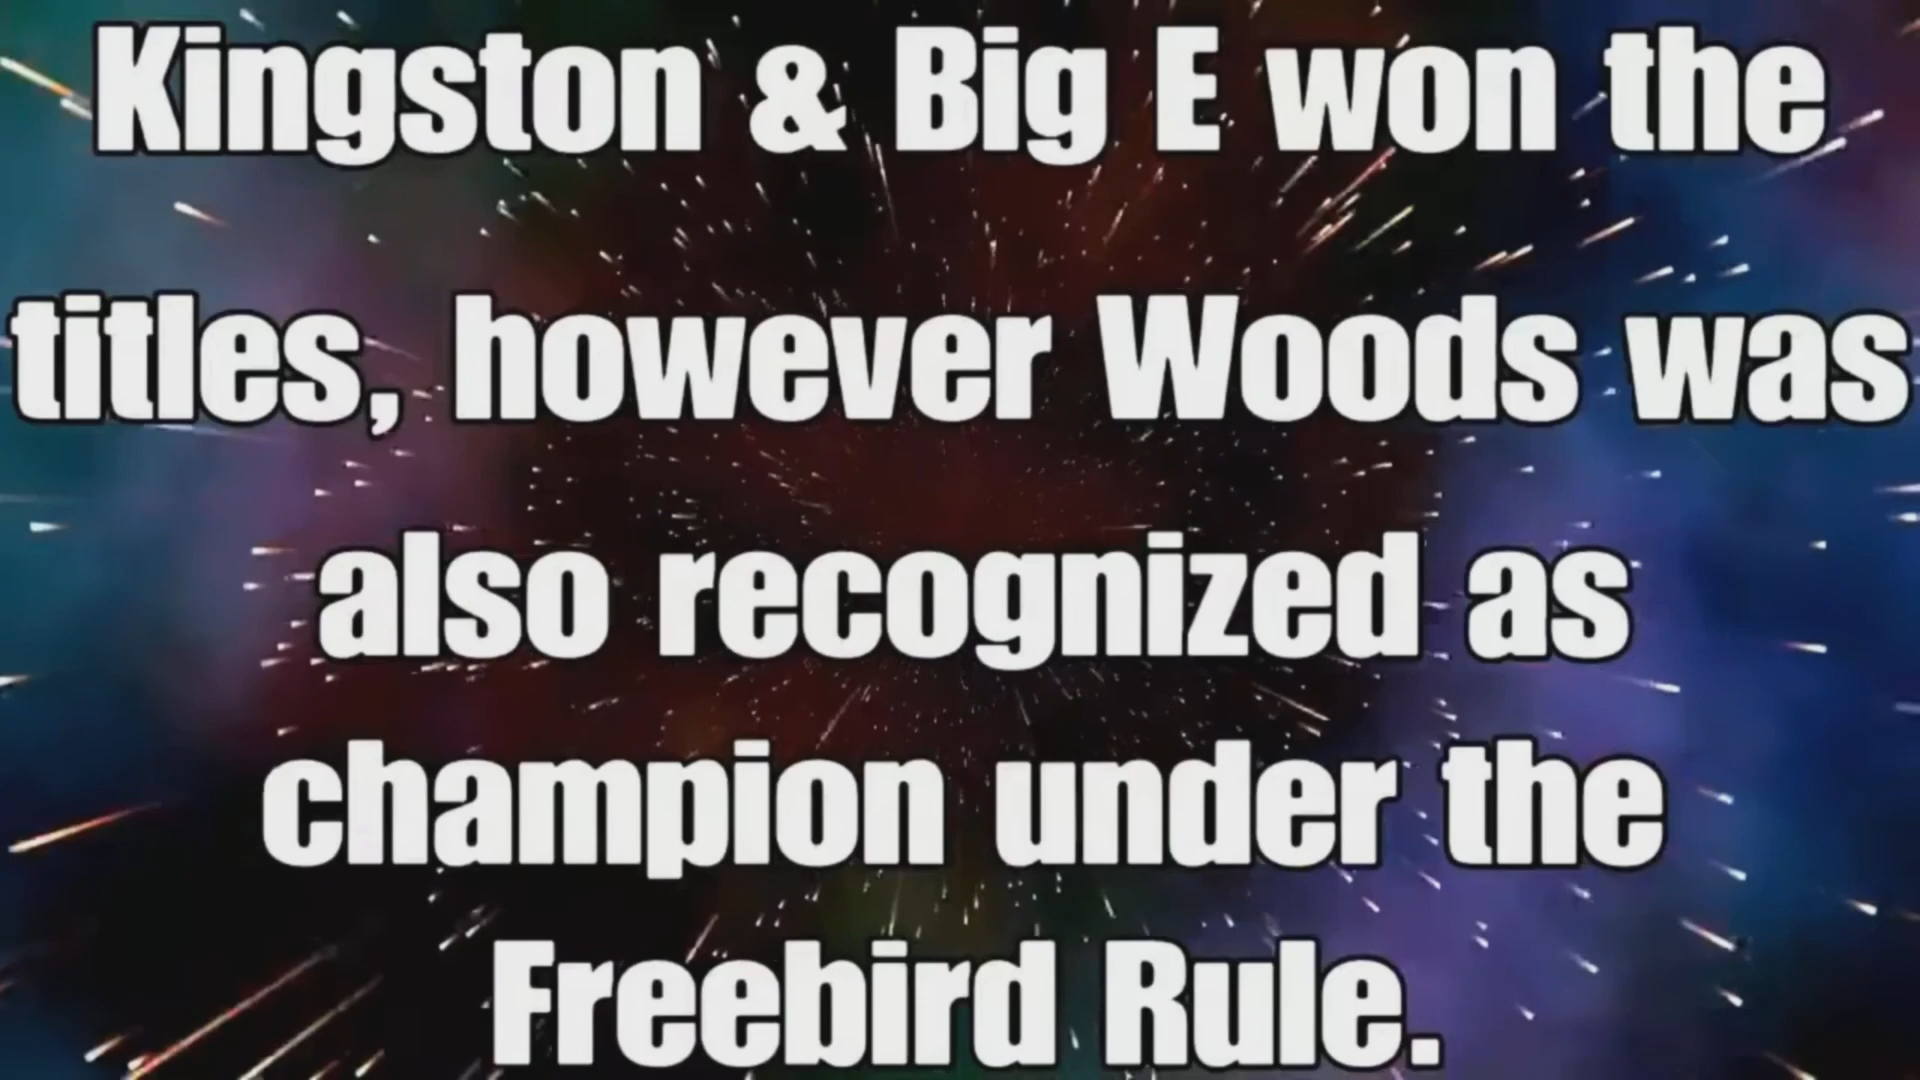 Kingston & Big E won the
titles, however Woods was
also recognized as
champion under the
Freebird Rule.